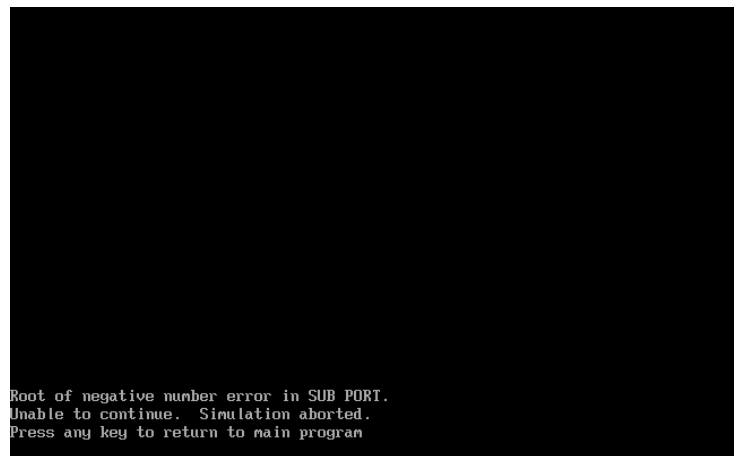 Root of negative number error in SUB PORT.
Unable to continue.  Simulation aborted.
Press any key to return to main program